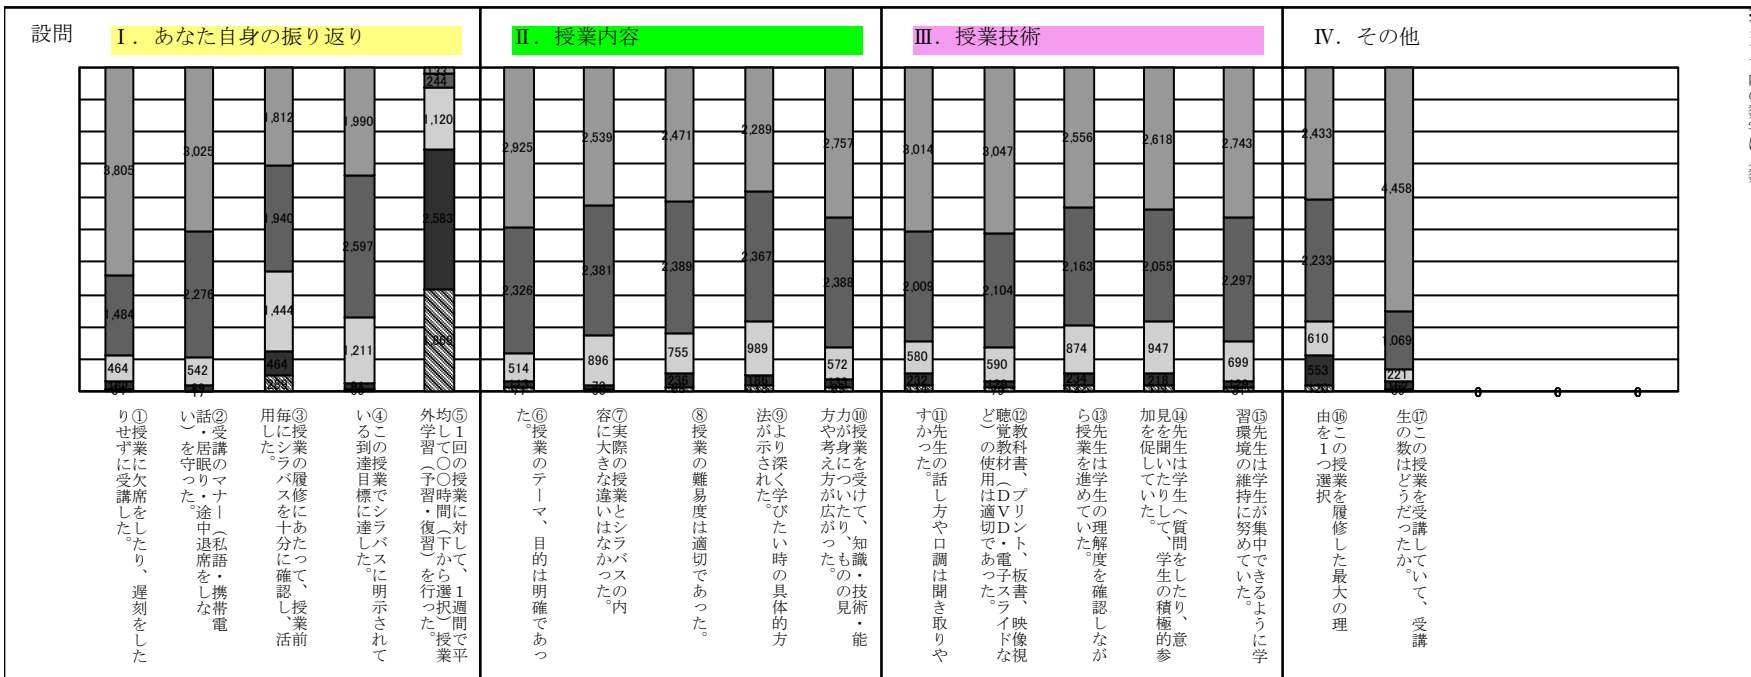 設問
Ⅰ．あなた自身の振り返り
Ⅱ．授業内容
Ⅲ．授業技術
Ⅳ．その他
3,805
1,484
464
3,025
2,276
542
1,812
1,940
1,444
464
1,990
2,597
1,211
244
1,120
2,583
2,925
2,326
514
2,539
2,381
896
2,471
2,389
755
236
2,289
2,367
989
186
2,757
2,388
572
3,014
2,009
580
232
3,047
2,104
590
2,556
2,163
874
234
2,618
2,055
947
218
2,743
2,297
699
2,433
2,233
610
553
4,458
1,069
221
0
0
0
①授業に欠席をしたり、遅刻をした
りせずに受講した。
②受講のマナー（私語・携帯電
話・居眠り・途中退席をしな
い）を守った。
③授業の履修にあたって、授業前
毎にシラバスを十分に確認し、活
用した。
④この授業でシラバスに明示されて
いる到達目標に達した。
⑤１回の授業に対して、１週間で平
均して〇〇時間（下から選択）授業
外学習（予習・復習）を行った。
⑥授業のテーマ、目的は明確であっ
た。
⑦実際の授業とシラバスの内
容に大きな違いはなかった。
⑧授業の難易度は適切であった。
⑨より深く学びたい時の具体的方
法が示された。
⑩授業を受けて、知識・技術・能
力が身についたり、ものの見
方や考え方が広がった。
⑪先生の話し方や口調は聞き取りや
すかった。
⑫教科書、プリント、板書、映像視
聴覚教材（ＤＶＤ・電子スライドな
ど）の使用は適切であった。
⑬先生は学生の理解度を確認しなが
ら授業を進めていた。
⑭先生は学生へ質問をしたり、意
見を聞いたりして、学生の積極的参
加を促していた。
⑮先生は学生が集中できるように学
習環境の維持に努めていた。
⑯この授業を履修した最大の理
由を１つ選択
⑰この授業を受講していて、受講
生の数はどうだったか。